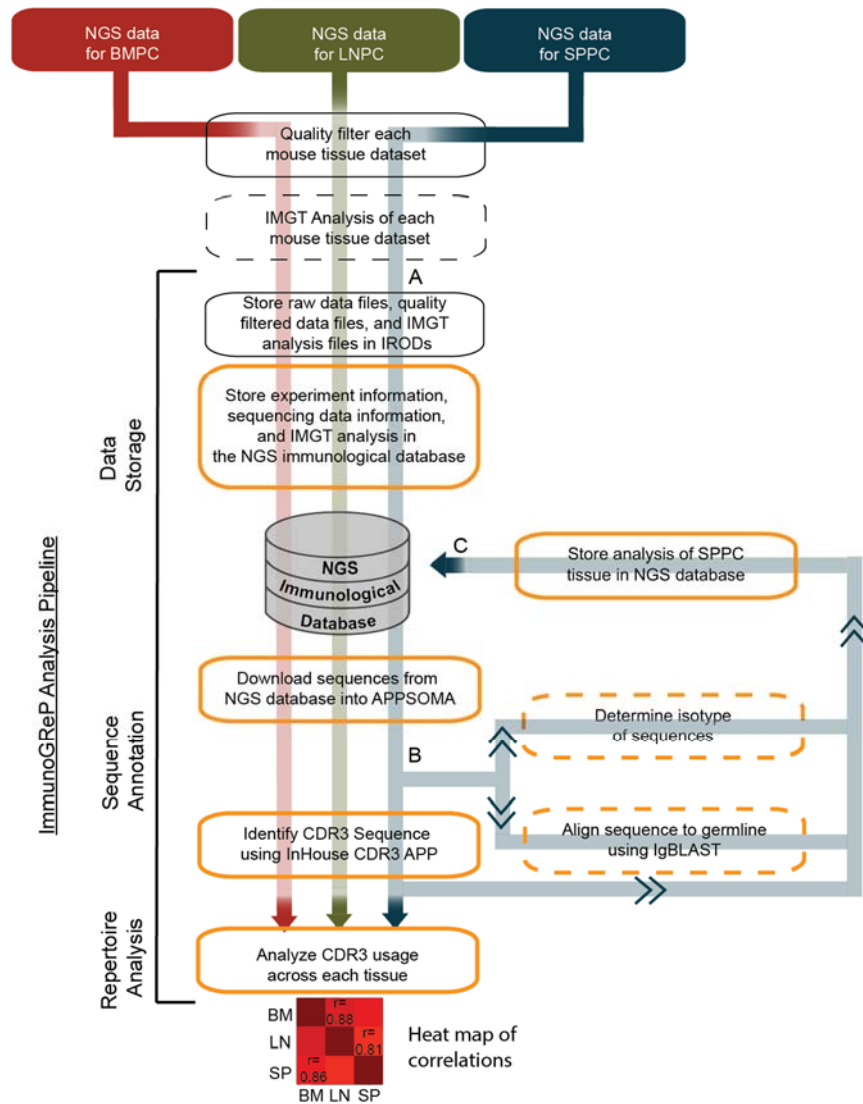 NGS data
for BMPC
NGS data
for LNPC
NGS data
for SPPC
Quality filter each
mouse tissue dataset
IMGT Analysis of each
mouse tissue dataset
A
Store raw data files, quality
filtered data files, and IMGT
analysis files in IRODs
Store experiment information,
sequencing data information,
and IMGT analysis in
the NGS immunological database
Data
Storage
NGS
Immunological
Database
C
Store analysis of SPPC
tissue in NGS database
ImmunoGReP Analysis Pipeline
Download sequences from
NGS database into APPSOMA
Sequence
Annotation
B
Determine isotype
of sequences
Identify CDR3 Sequence
using InHouse CDR3 APP
Align sequence to germline
using IgBLAST
Repertoire
Analysis
Analyze CDR3 usage
across each tissue
BM
r=
0.88
LN
r=
0.81
SP
r=
0.86
BM LN SP
Heat map of
correlations